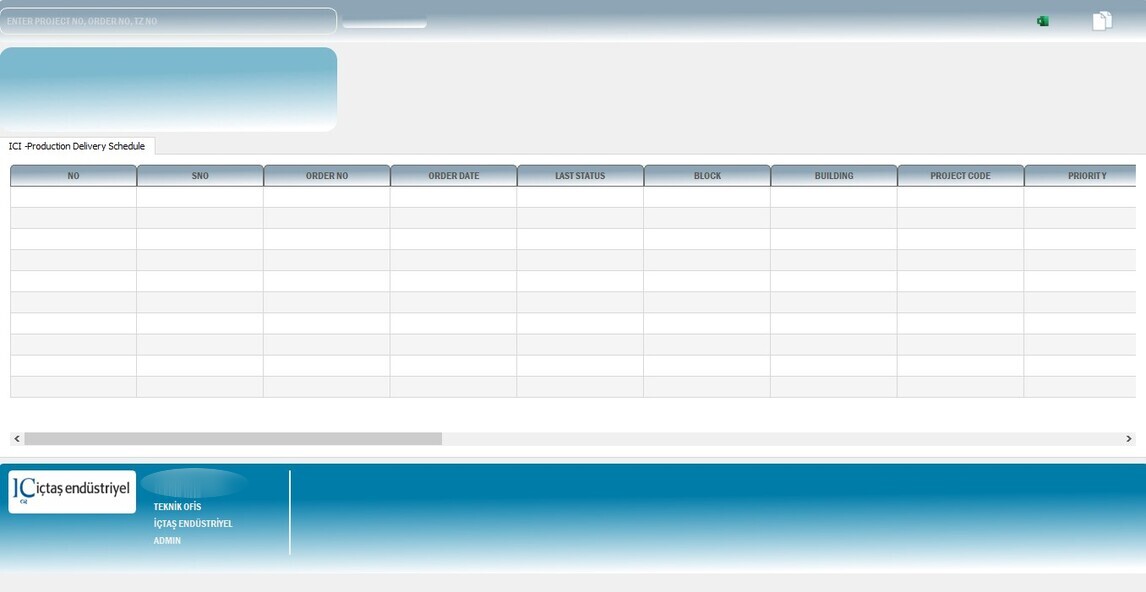 ENTER PROJECT NO, ORDER NO, TZ NO
ICI -Production Delivery Schedule
NO SNO ORDER NO ORDER DATE LAST STATUS BLOCK BUILDING PROJECT CODE PRIORITY
IC içtaş endüstriyel
TEKNİK OFİS
İÇTAŞ ENDÜSTRİYEL
ADMIN